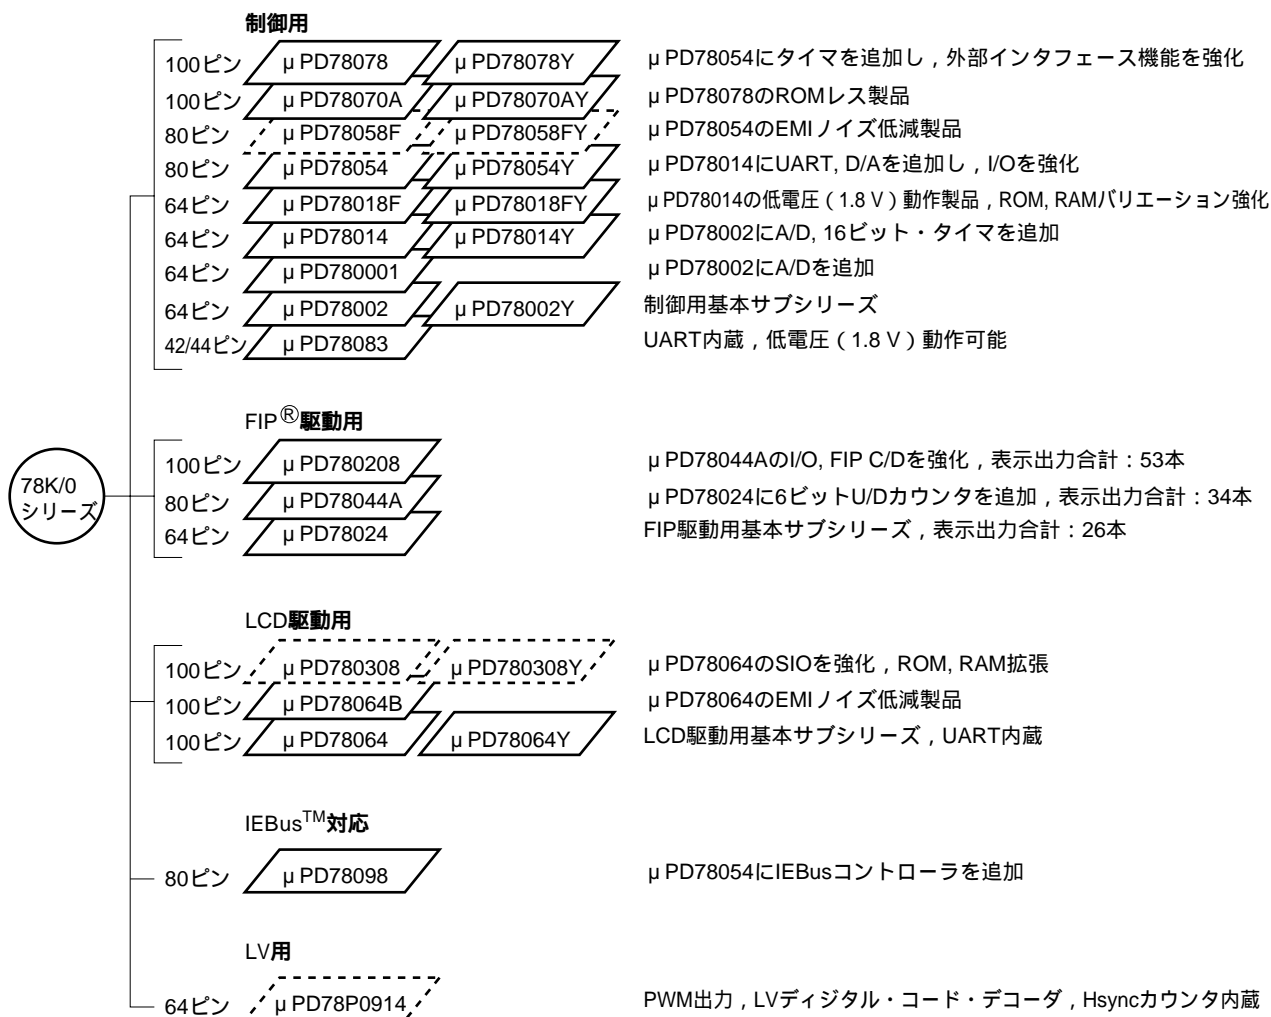 制御用
100ピン μPD78078 μPD78078Y μPD78054にタイマを追加し，外部インタフェース機能を強化
100ピン μPD78070A μPD78070AY μPD78078のROMレス製品
80ピン μPD78058F μPD78058FY μPD78054のEMIノイズ低減製品
80ピン μPD78054 μPD78054Y μPD78014にUART, D/Aを追加し，I/Oを強化
64ピン μPD78018F μPD78018FY μPD78014の低電圧（1.8 V）動作製品，ROM, RAMバリエーション強化
64ピン μPD78014 μPD78014Y μPD78002にA/D, 16ビット・タイマを追加
64ピン μPD780001 μPD78002にA/Dを追加
64ピン μPD78002 μPD78002Y 制御用基本サブシリーズ
42/44ピン μPD78083 UART内蔵，低電圧（1.8 V）動作可能
FIP®駆動用
100ピン μPD780208 μPD78044AのI/O, FIP C/Dを強化，表示出力合計：53本
80ピン μPD78044A μPD78024に6ビットU/Dカウンタを追加，表示出力合計：34本
64ピン μPD78024 FIP駆動用基本サブシリーズ，表示出力合計：26本
78K/0
シリーズ
LCD駆動用
100ピン μPD780308 μPD780308Y μPD78064のSIOを強化，ROM, RAM拡張
100ピン μPD78064B μPD78064のEMIノイズ低減製品
100ピン μPD78064 μPD78064Y LCD駆動用基本サブシリーズ，UART内蔵
IEBus™対応
80ピン μPD78098 μPD78054にIEBusコントローラを追加
LV用
64ピン μPD78P0914 PWM出力，LVディジタル・コード・デコーダ，Hsyncカウンタ内蔵